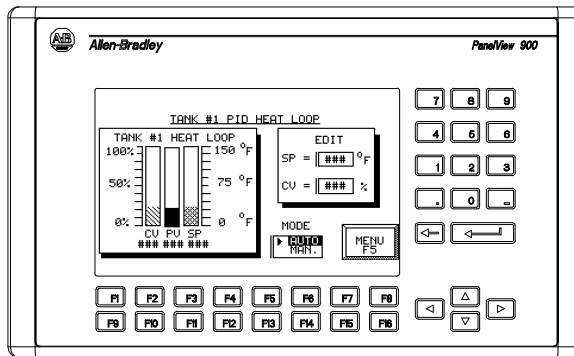 AB Allen-Bradley PanelView 900
TANK #1 PID HEAT LOOP
TANK #1 HEAT LOOP
100% 150 °F
50% 75 °F
0% 0 °F
CV PV SP
### ### ###
EDIT
SP = ### °F
CV = ### %
MODE
AUTO
MAN.
MENU
F5
7 8 9
4 5 6
1 2 3
. 0 -
F1 F2 F3 F4 F5 F6 F7 F8
F9 F10 F11 F12 F13 F14 F15 F16